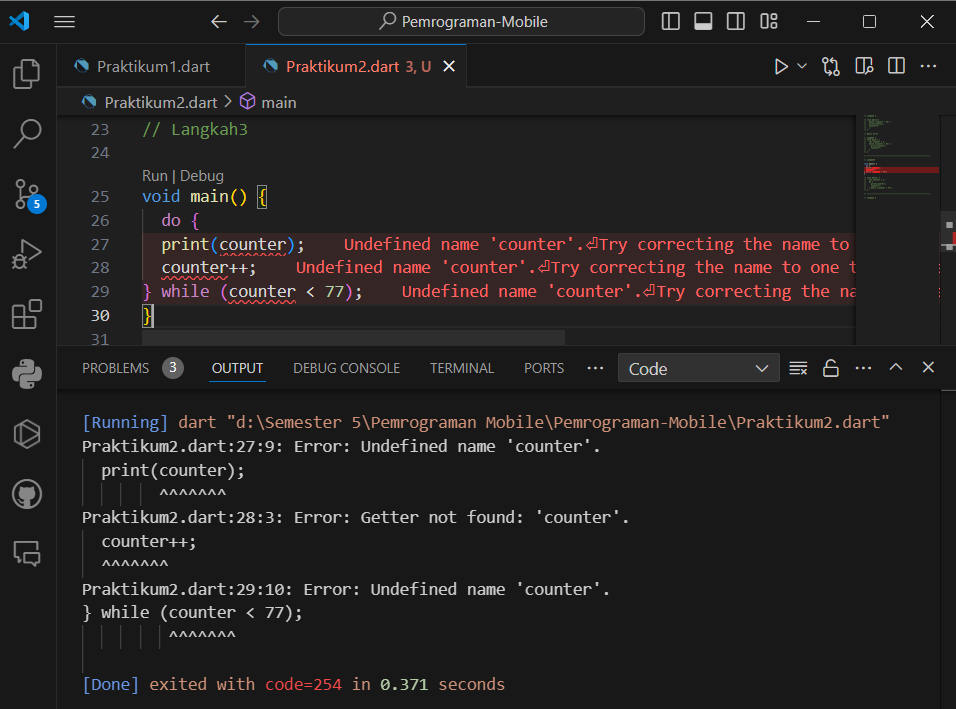 Pemrograman-Mobile
Praktikum1.dart
Praktikum2.dart 3, U
Praktikum2.dart > main
23 // Langkah3
24
Run | Debug
25 void main() {
26 do {
27 print(counter); Undefined name 'counter'.⏎Try correcting the name to
28 counter++; Undefined name 'counter'.⏎Try correcting the name to one
29 } while (counter < 77); Undefined name 'counter'.⏎Try correcting the
30 }
31
5
PROBLEMS 3 OUTPUT DEBUG CONSOLE TERMINAL PORTS ··· Code
[Running] dart "d:\Semester 5\Pemrograman Mobile\Pemrograman-Mobile\Praktikum2.dart"
Praktikum2.dart:27:9: Error: Undefined name 'counter'.
print(counter);
^^^^^^^
Praktikum2.dart:28:3: Error: Getter not found: 'counter'.
counter++;
^^^^^^^
Praktikum2.dart:29:10: Error: Undefined name 'counter'.
} while (counter < 77);
^^^^^^^
[Done] exited with code=254 in 0.371 seconds